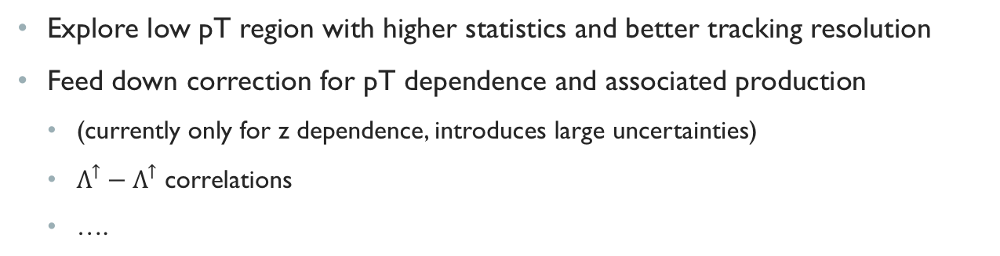 • Explore low pT region with higher statistics and better tracking resolution
• Feed down correction for pT dependence and associated production
• (currently only for z dependence, introduces large uncertainties)
• Λ↑ − Λ↑ correlations
• ….